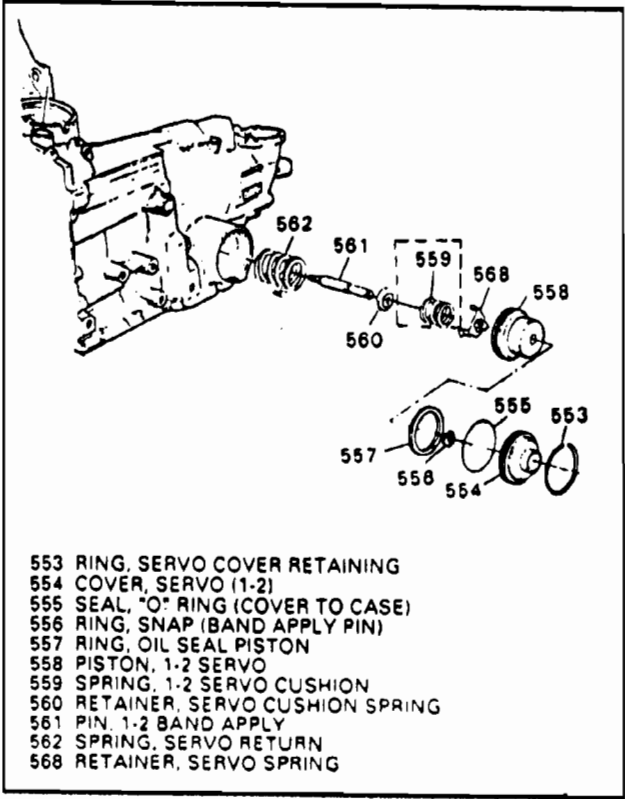 562
561
559
568
558
560
555
553
557
556
554
553 RING, SERVO COVER RETAINING
554 COVER, SERVO (1-2)
555 SEAL, "O" RING (COVER TO CASE)
556 RING, SNAP (BAND APPLY PIN)
557 RING, OIL SEAL PISTON
558 PISTON, 1-2 SERVO
559 SPRING, 1-2 SERVO CUSHION
560 RETAINER, SERVO CUSHION SPRING
561 PIN, 1-2 BAND APPLY
562 SPRING, SERVO RETURN
568 RETAINER, SERVO SPRING